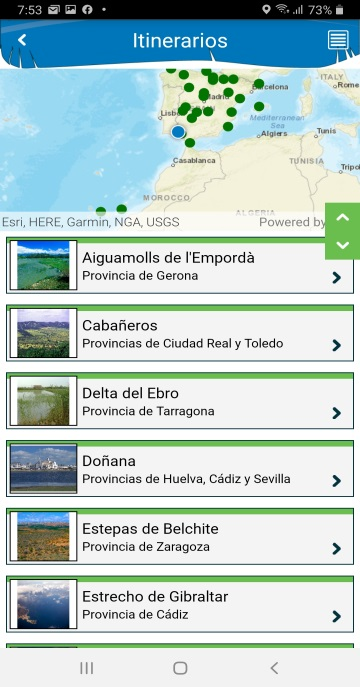 7:53
73%
Itinerarios
ITALY
Rome
Barcelona
Madrid
Mediterranean
Sea
Algiers
Tunis
Casablanca
TUNISIA
Tripol
MOROCCO
ALGERIA
Esri, HERE, Garmin, NGA, USGS Powered by
Aiguamolls de l'Empordà
Provincia de Gerona
Cabañeros
Provincias de Ciudad Real y Toledo
Delta del Ebro
Provincia de Tarragona
Doñana
Provincias de Huelva, Cádiz y Sevilla
Estepas de Belchite
Provincia de Zaragoza
Estrecho de Gibraltar
Provincia de Cádiz